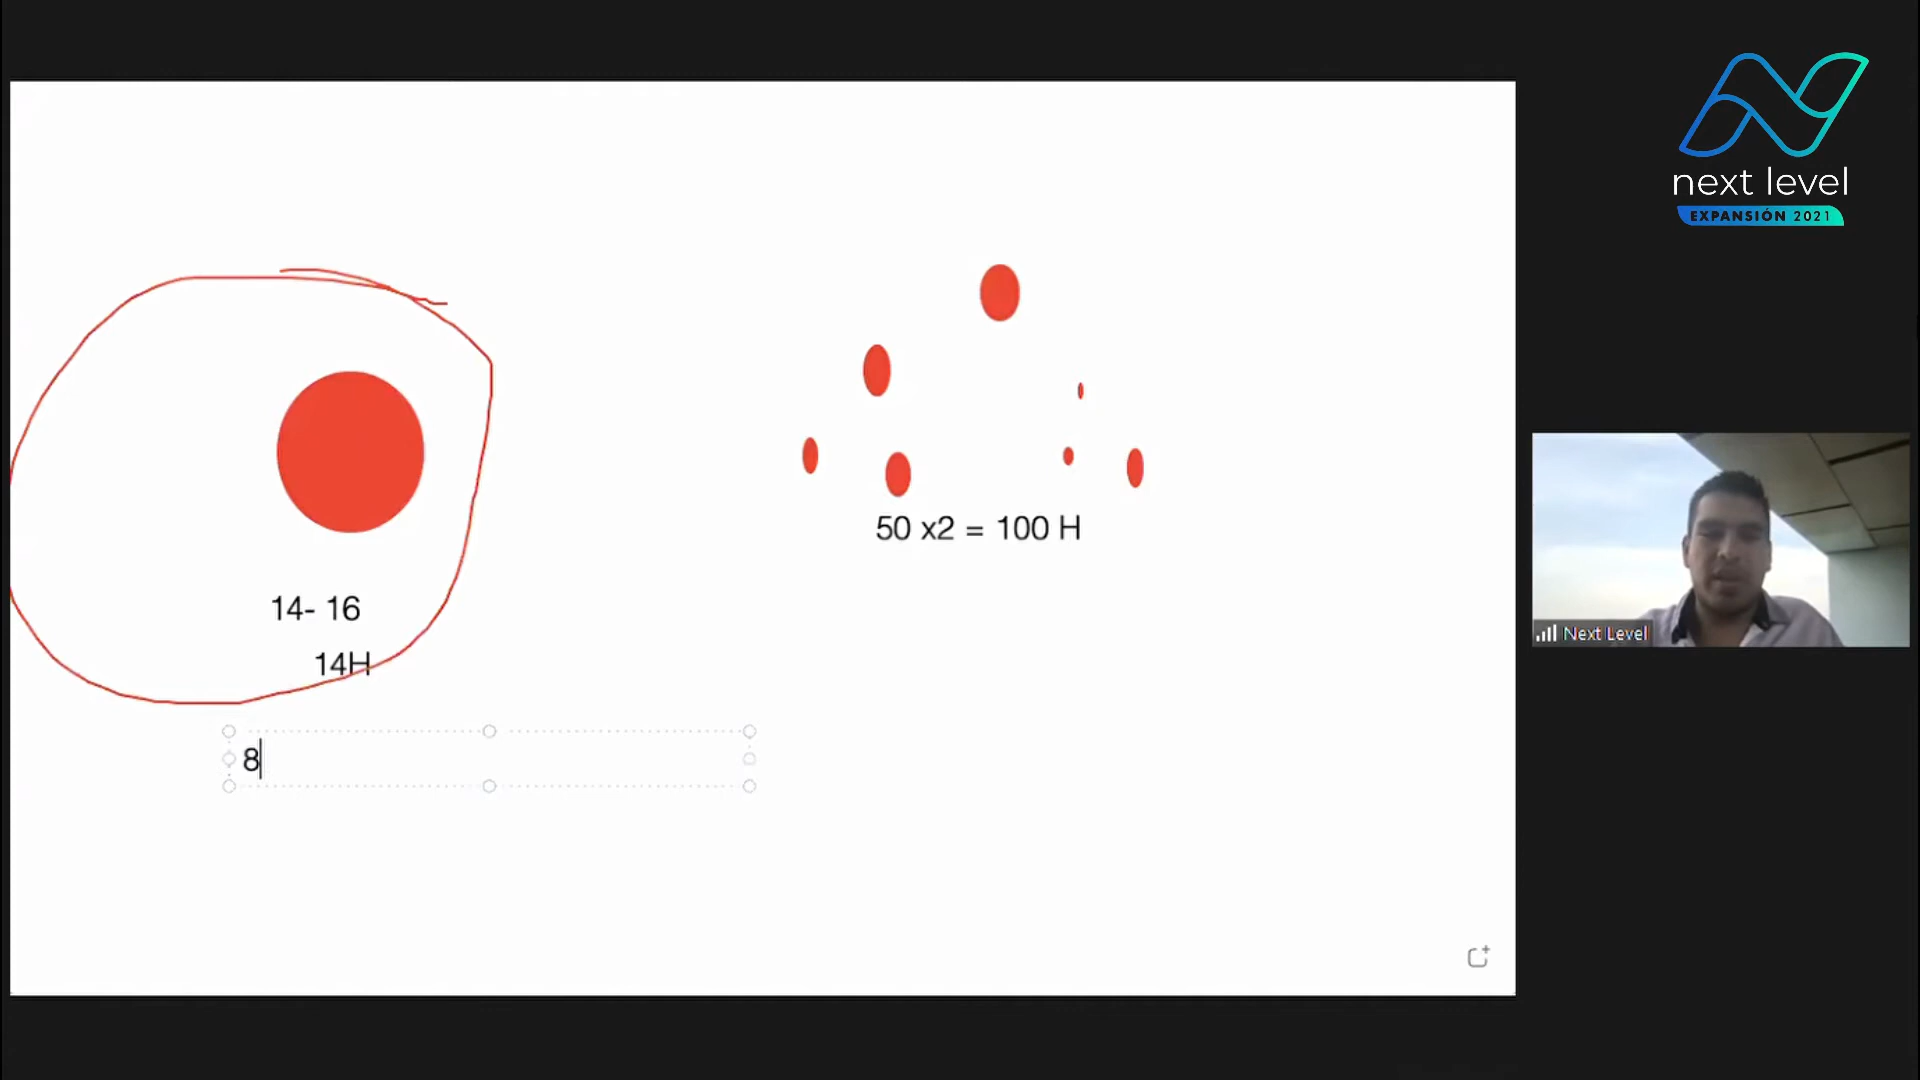 next level
EXPANSIÓN 2021
50 x2 = 100 H
14- 16
14H
8
Next Level